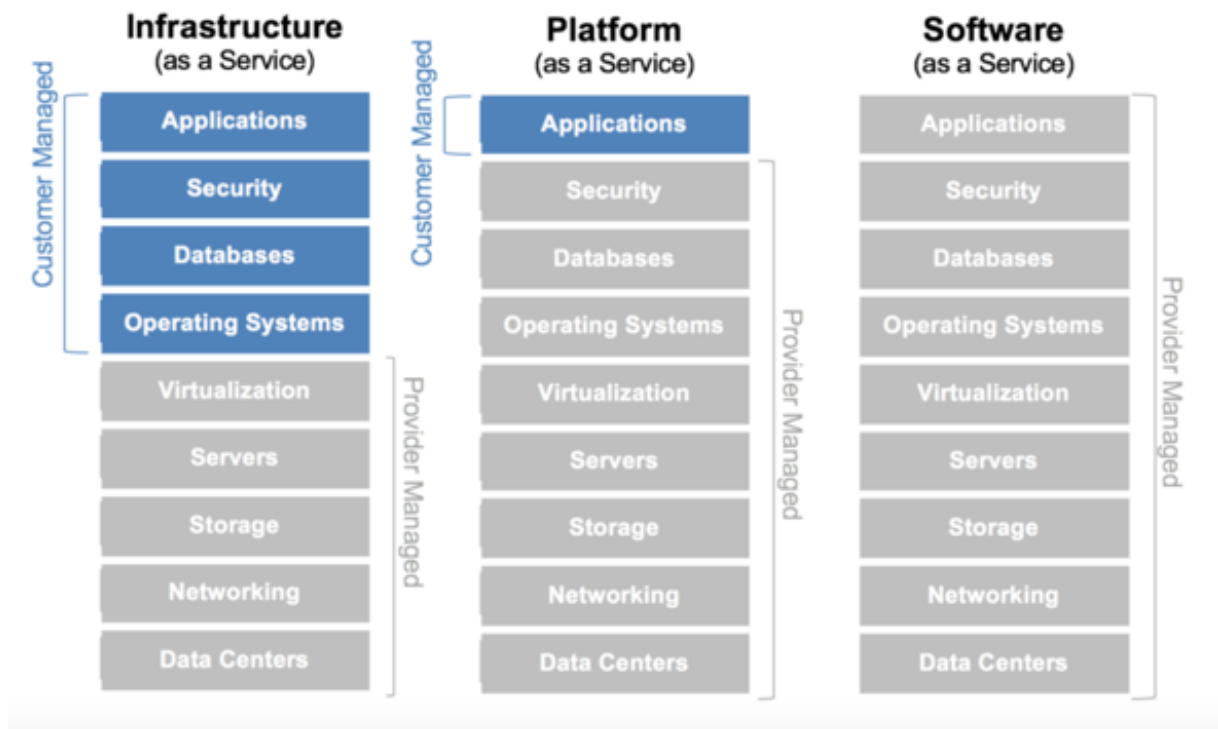 Infrastructure
(as a Service)
Customer Managed
Applications
Security
Databases
Operating Systems
Virtualization
Servers
Storage
Networking
Data Centers
Provider Managed
Platform
(as a Service)
Customer Managed
Applications
Security
Databases
Operating Systems
Virtualization
Servers
Storage
Networking
Data Centers
Provider Managed
Software
(as a Service)
Applications
Security
Databases
Operating Systems
Virtualization
Servers
Storage
Networking
Data Centers
Provider Managed